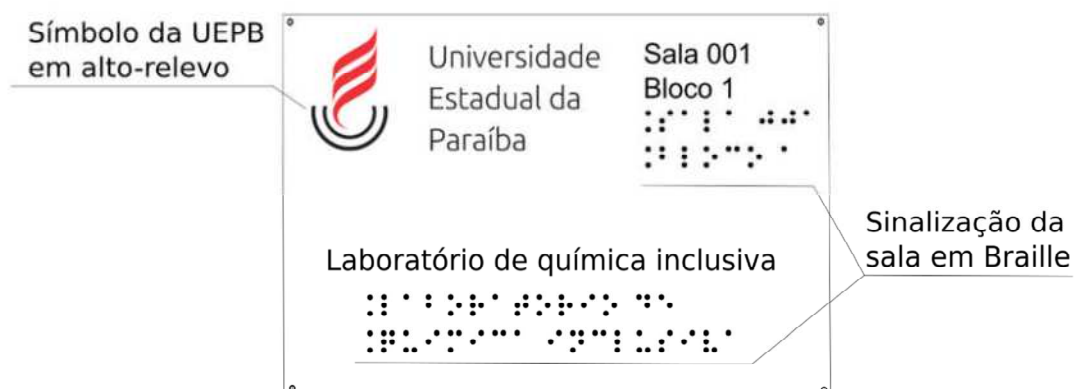 Símbolo da UEPB
em alto-relevo
Universidade
Estadual da
Paraíba
Sala 001
Bloco 1
Laboratório de química inclusiva
Sinalização da
sala em Braille